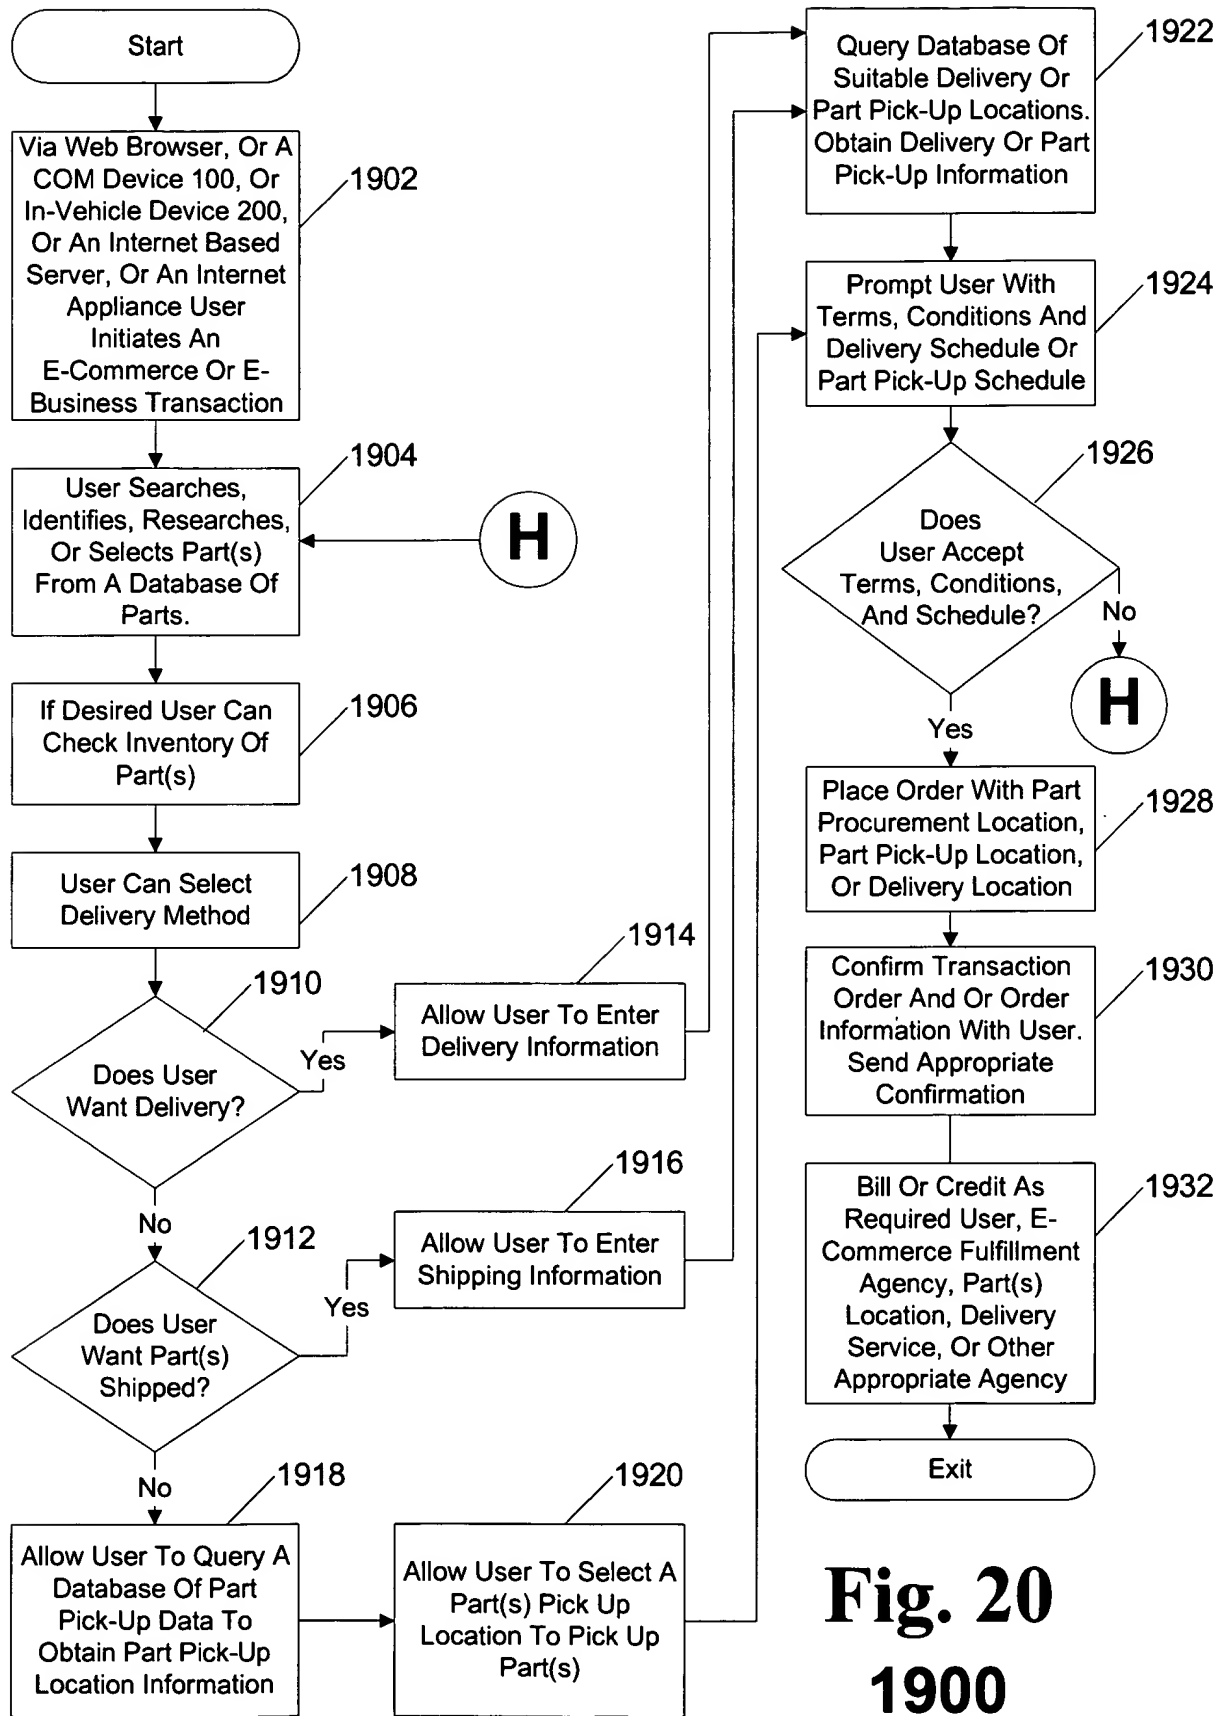 Start
Via Web Browser, Or A
COM Device 100, Or
In-Vehicle Device 200,
Or An Internet Based
Server, Or An Internet
Appliance User
Initiates An
E-Commerce Or E-
Business Transaction
1902
User Searches,
Identifies, Researches,
Or Selects Part(s)
From A Database Of
Parts.
1904
H
If Desired User Can
Check Inventory Of
Part(s)
1906
User Can Select
Delivery Method
1908
Does User
Want Delivery?
1910
Yes
No
Allow User To Enter
Delivery Information
1914
Does User
Want Part(s)
Shipped?
1912
Yes
No
Allow User To Enter
Shipping Information
1916
Allow User To Query A
Database Of Part
Pick-Up Data To
Obtain Part Pick-Up
Location Information
1918
Allow User To Select A
Part(s) Pick Up
Location To Pick Up
Part(s)
1920
Query Database Of
Suitable Delivery Or
Part Pick-Up Locations.
Obtain Delivery Or Part
Pick-Up Information
1922
Prompt User With
Terms, Conditions And
Delivery Schedule Or
Part Pick-Up Schedule
1924
Does
User Accept
Terms, Conditions,
And Schedule?
1926
No
H
Yes
Place Order With Part
Procurement Location,
Part Pick-Up Location,
Or Delivery Location
1928
Confirm Transaction
Order And Or Order
Information With User.
Send Appropriate
Confirmation
1930
Bill Or Credit As
Required User, E-
Commerce Fulfillment
Agency, Part(s)
Location, Delivery
Service, Or Other
Appropriate Agency
1932
Exit
Fig. 20
1900